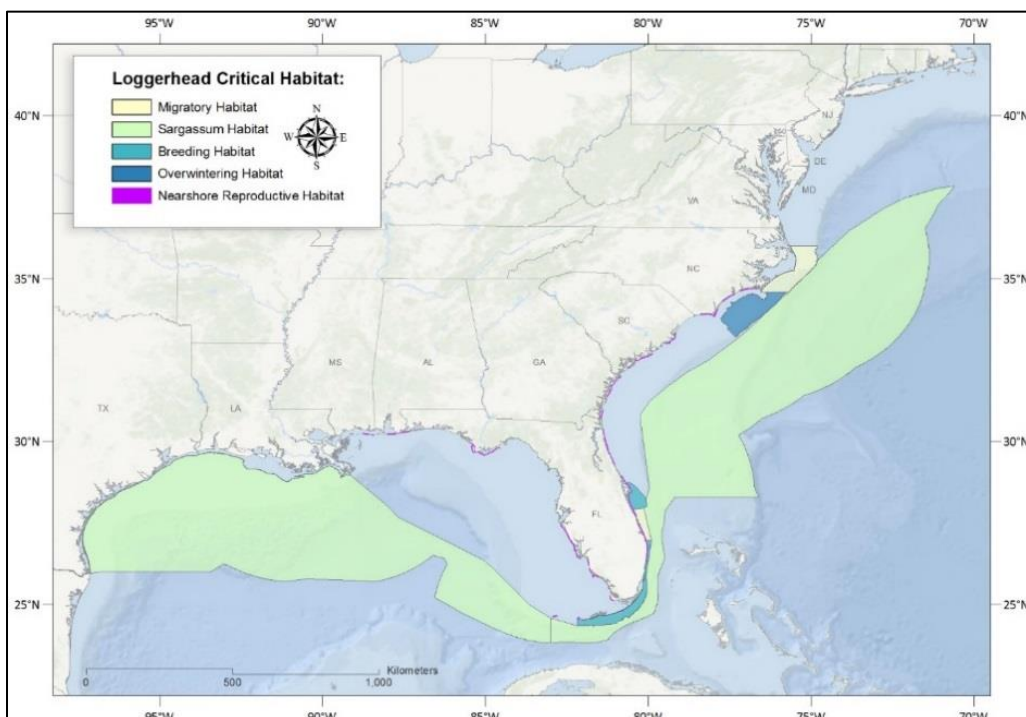 95°W 90°W 85°W 80°W 75°W 70°W
Loggerhead Critical Habitat:
Migratory Habitat
Sargassum Habitat
Breeding Habitat
Overwintering Habitat
Nearshore Reproductive Habitat
N
W E
S
40°N 40°N
NJ
DE
MD
VA
35°N 35°N
NC
SC
MS AL GA
TX LA
30°N 30°N
FL
25°N 25°N
Kilometers
0 500 1,000
95°W 90°W 85°W 80°W 75°W 70°W